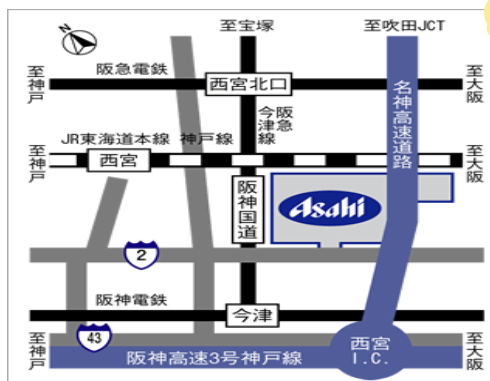 N
至宝塚
至吹田JCT
至神戸
阪急電鉄
西宮北口
至大阪
阪急
今津線
名神高速道路
JR東海道本線 神戸線
至神戸
西宮
至大阪
阪神国道
Asahi
2
阪神電鉄
今津
43
至神戸
阪神高速3号神戸線
西宮
I.C.
至大阪